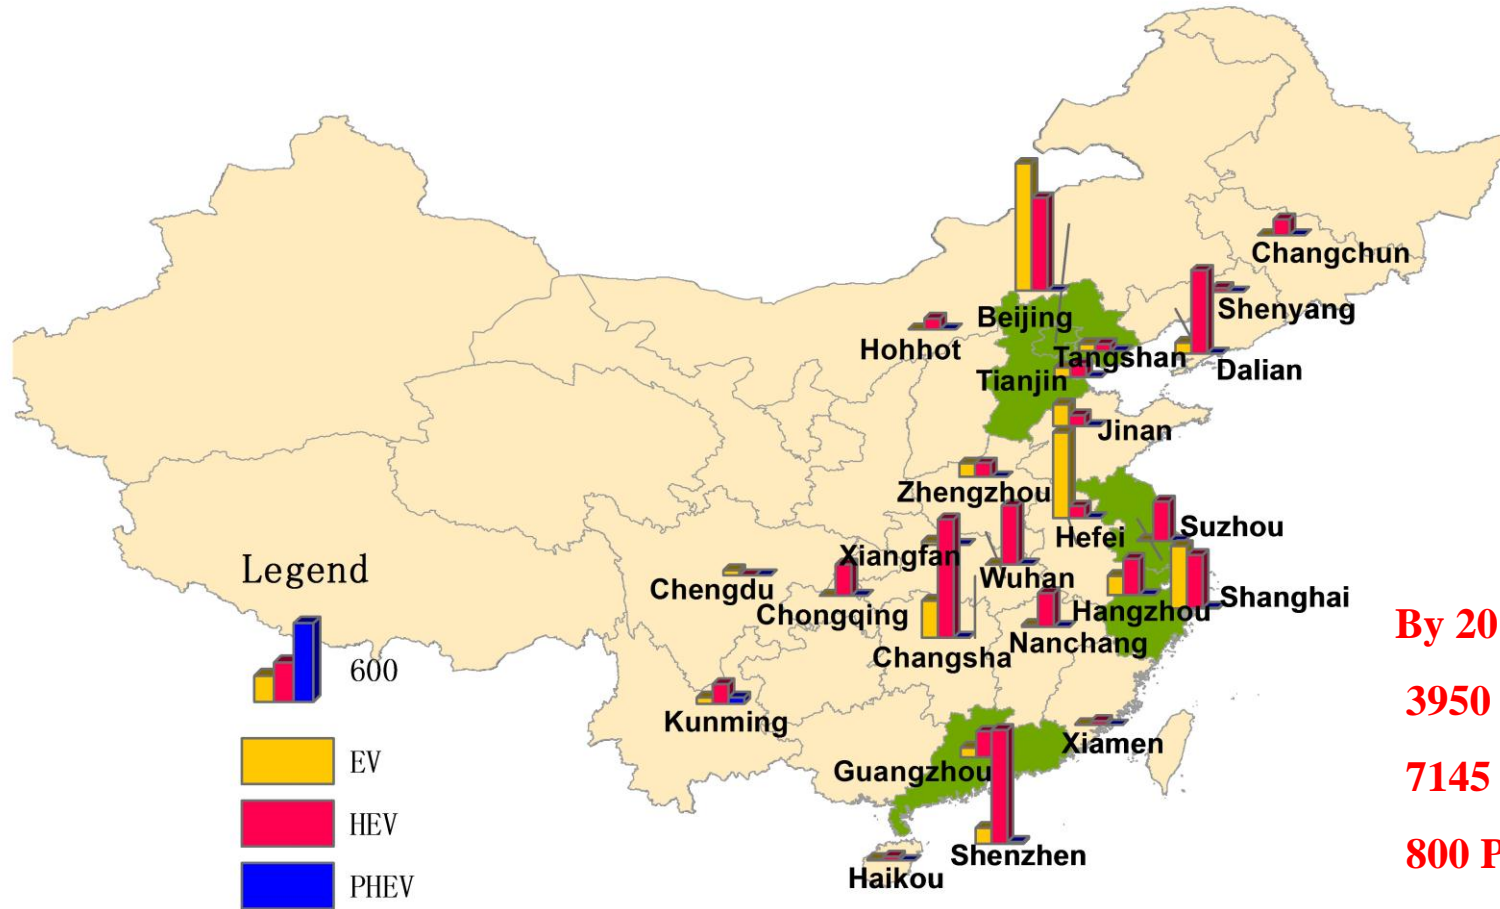 Changchun
Shenyang
Beijing
Hohhot
Tangshan
Dalian
Tianjin
Jinan
Zhengzhou
Suzhou
Hefei
Xiangfan
Wuhan
Chengdu
Shanghai
Chongqing
Hangzhou
Nanchang
Changsha
Kunming
Xiamen
Guangzhou
Shenzhen
Haikou
Legend
600
EV
HEV
PHEV
By 20
3950
7145
800 P